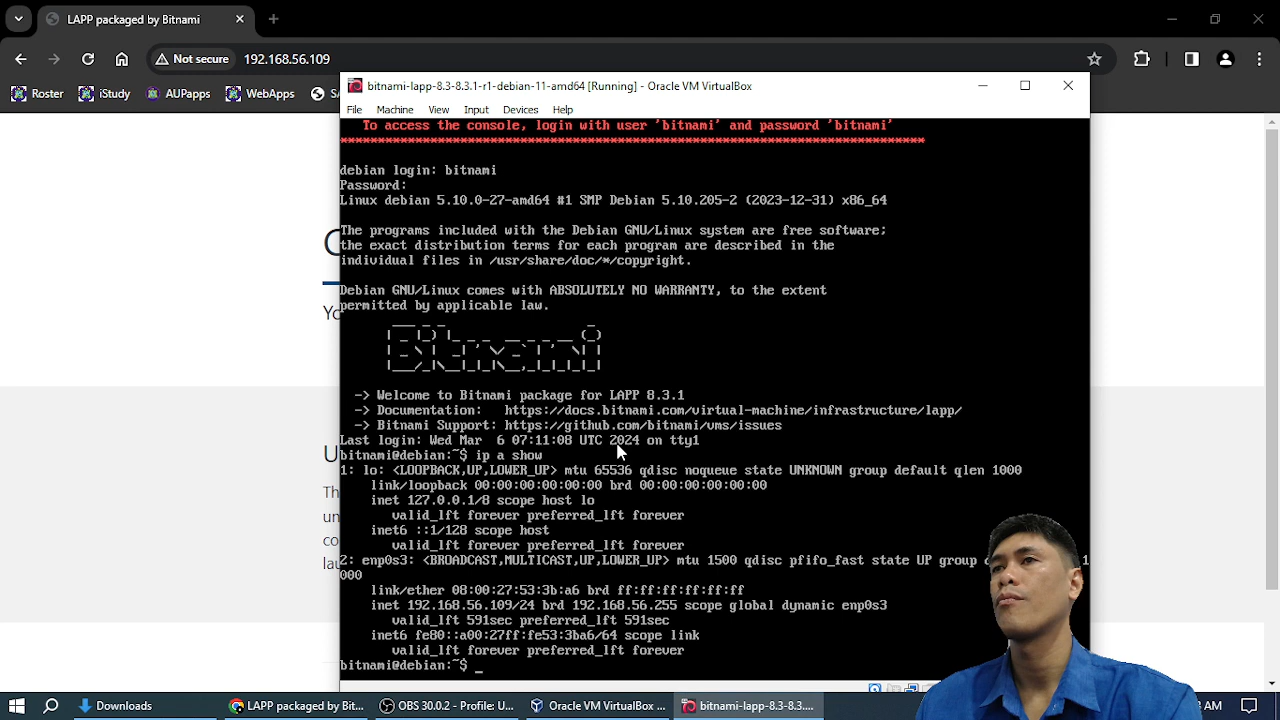 LAPP packaged by Bitnami
Not secure 192.168.56.109
Roster iStudy AUPapps WebApps
bitnami-lapp-8.3-8.3.1-r1-debian-11-amd64 [Running] - Oracle VM VirtualBox
File Machine View Input Devices Help
To access the console, login with user 'bitnami' and password 'bitnami'
******************************************************************************
debian login: bitnami
Password:
Linux debian 5.10.0-27-amd64 #1 SMP Debian 5.10.205-2 (2023-12-31) x86_64
The programs included with the Debian GNU/Linux system are free software;
the exact distribution terms for each program are described in the
individual files in /usr/share/doc/*/copyright.
Debian GNU/Linux comes with ABSOLUTELY NO WARRANTY, to the extent
permitted by applicable law.
Bitnami
-> Welcome to Bitnami package for LAPP 8.3.1
-> Documentation: https://docs.bitnami.com/virtual-machine/infrastructure/lapp/
-> Bitnami Support: https://github.com/bitnami/vms/issues
Last login: Wed Mar 6 07:11:08 UTC 2024 on tty1
bitnami@debian:~$ ip a show
1: lo: <LOOPBACK,UP,LOWER_UP> mtu 65536 qdisc noqueue state UNKNOWN group default qlen 1000
link/loopback 00:00:00:00:00:00 brd 00:00:00:00:00:00
inet 127.0.0.1/8 scope host lo
valid_lft forever preferred_lft forever
inet6 ::1/128 scope host
valid_lft forever preferred_lft forever
2: enp0s3: <BROADCAST,MULTICAST,UP,LOWER_UP> mtu 1500 qdisc pfifo_fast state UP group 1
000
link/ether 08:00:27:53:3b:a6 brd ff:ff:ff:ff:ff:ff
inet 192.168.56.109/24 brd 192.168.56.255 scope global dynamic enp0s3
valid_lft 591sec preferred_lft 591sec
inet6 fe80::a00:27ff:fe53:3ba6/64 scope link
valid_lft forever preferred_lft forever
bitnami@debian:~$ _
Downloads LAPP packaged by Bit... OBS 30.0.2 - Profile: U... Oracle VM VirtualBox ... bitnami-lapp-8.3-8.3... AM